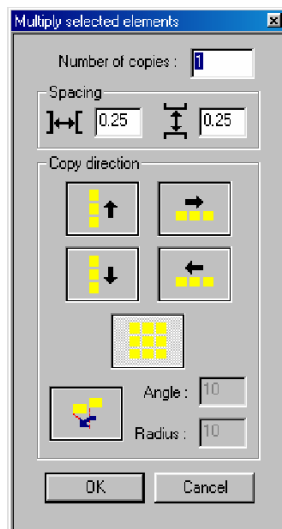 Multiply selected elements
Number of copies : 1
Spacing
0.25 0.25
Copy direction
Angle : 10
Radius : 10
OK Cancel